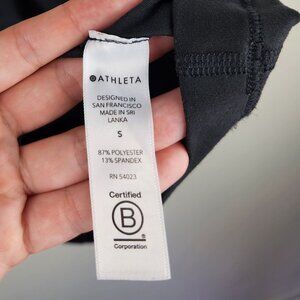 ATHLETA
DESIGNED IN
SAN FRANCISCO
MADE IN SRI
LANKA
S
87% POLYESTER
13% SPANDEX
RN 54023
Certified
B
Corporation